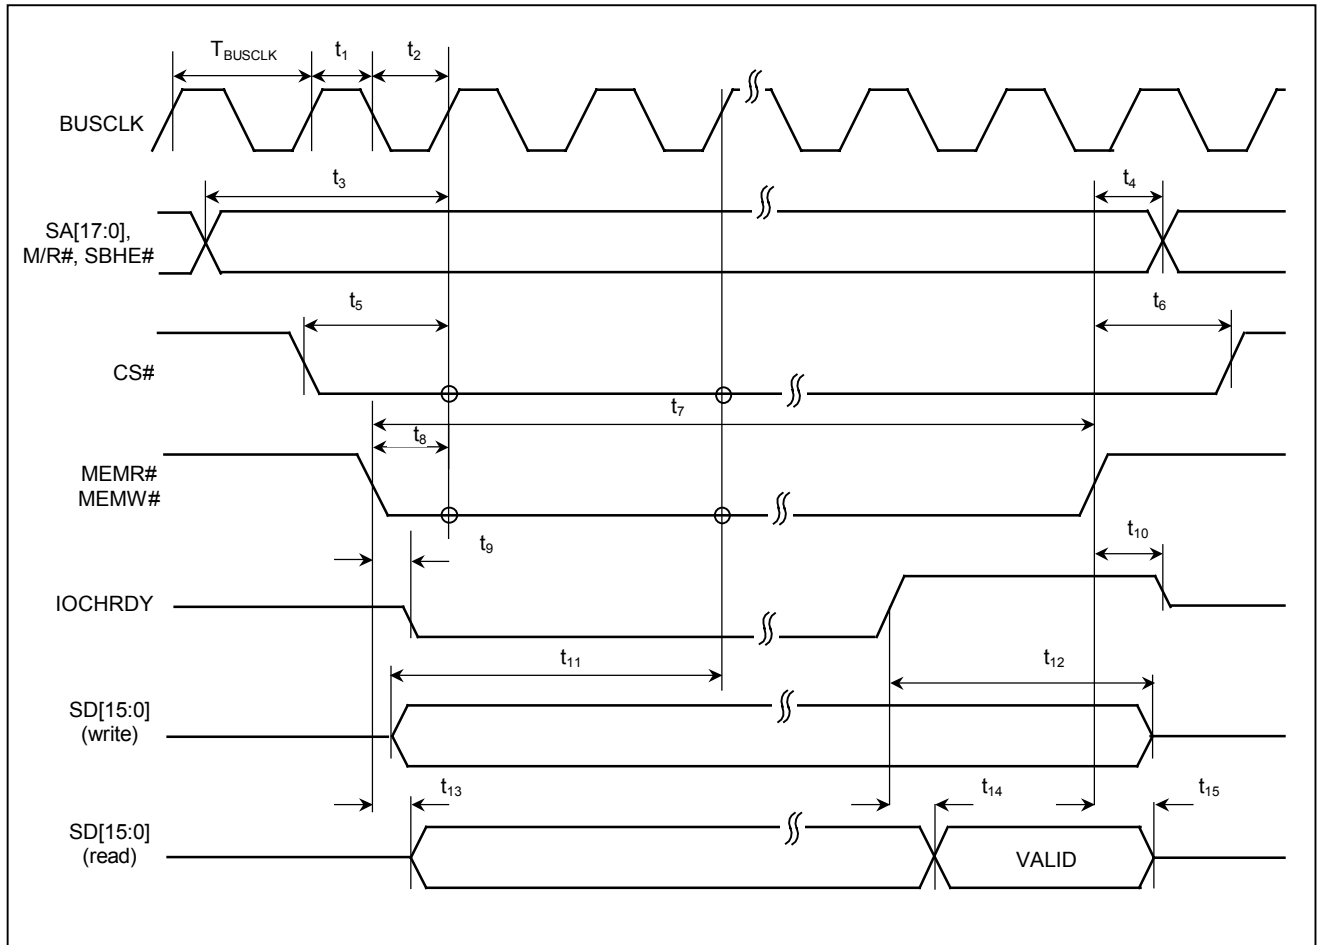 T_BUSCLK t₁ t₂
BUSCLK
t₃ t₄
SA[17:0],
M/R#, SBHE#
t₅ t₆
CS#
t₇
t₈
MEMR#
MEMW#
t₉ t₁₀
IOCHRDY
t₁₁ t₁₂
SD[15:0]
(write)
t₁₃ t₁₄ t₁₅
SD[15:0]
(read)
VALID